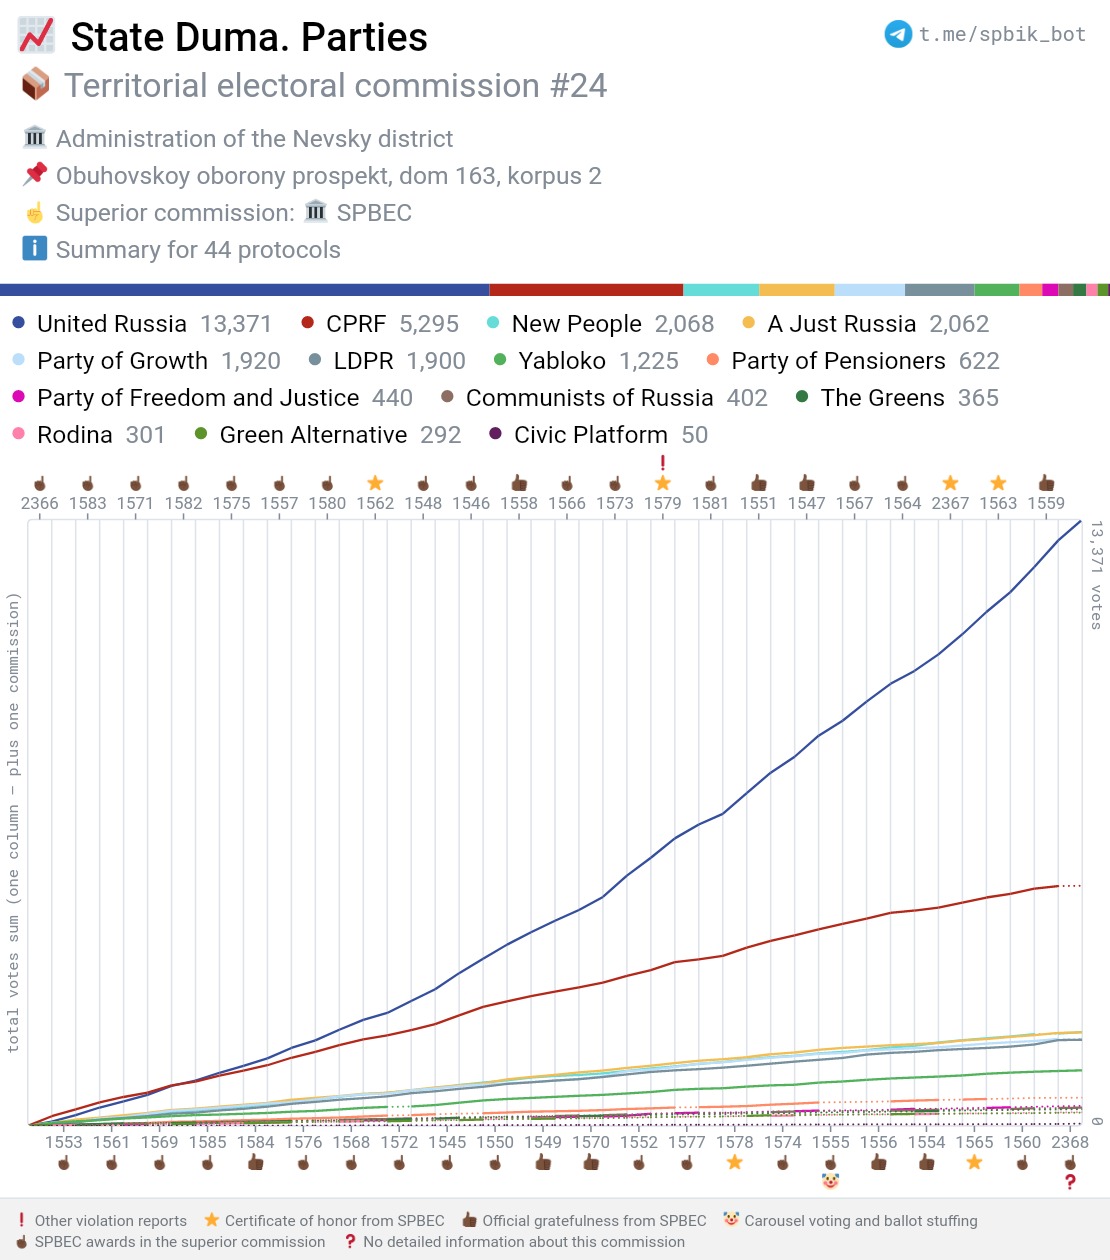 State Duma. Parties
t.me/spbik_bot
Territorial electoral commission #24
Administration of the Nevsky district
Obuhovskoy oborony prospekt, dom 163, korpus 2
Superior commission: SPBEC
Summary for 44 protocols
United Russia 13,371 CPRF 5,295 New People 2,068 A Just Russia 2,062
Party of Growth 1,920 LDPR 1,900 Yabloko 1,225 Party of Pensioners 622
Party of Freedom and Justice 440 Communists of Russia 402 The Greens 365
Rodina 301 Green Alternative 292 Civic Platform 50
2366 1583 1571 1582 1575 1557 1580 1562 1548 1546 1558 1566 1573 1579 1581 1551 1547 1567 1564 2367 1563 1559
13,371 votes
total votes sum (one column – plus one commission)
0
1553 1561 1569 1585 1584 1576 1568 1572 1545 1550 1549 1570 1552 1577 1578 1574 1555 1556 1554 1565 1560 2368
Other violation reports Certificate of honor from SPBEC Official gratefulness from SPBEC Carousel voting and ballot stuffing
SPBEC awards in the superior commission No detailed information about this commission